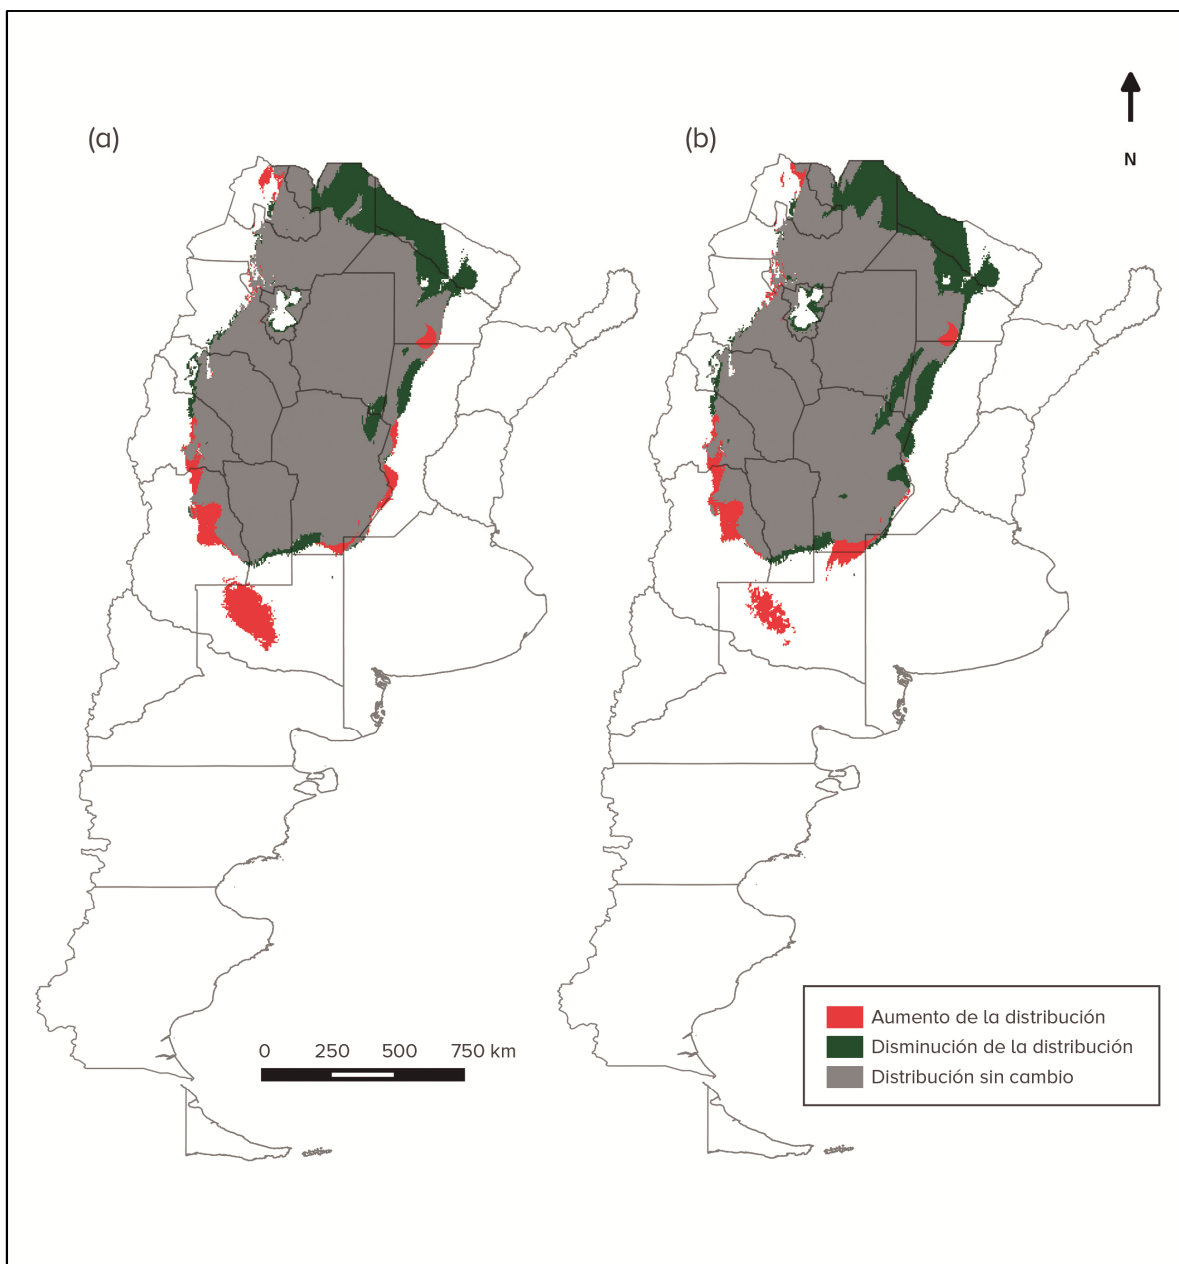 N
(a)
(b)
Aumento de la distribución
Disminución de la distribución
Distribución sin cambio
0 250 500 750 km